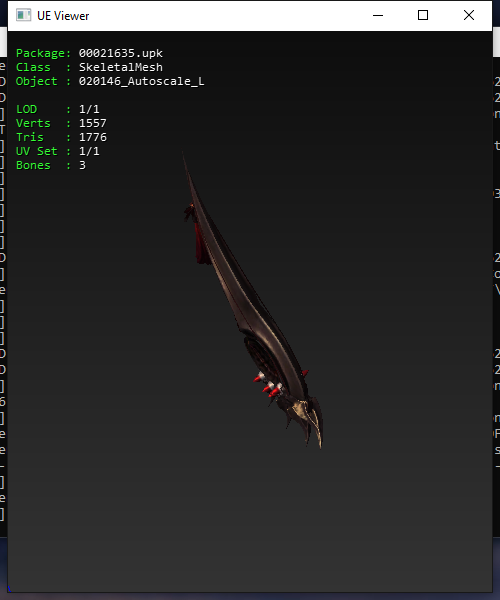 UE Viewer
Package: 00021635.upk
Class : SkeletalMesh
Object : 020146_Autoscale_L
LOD : 1/1
Verts : 1557
Tris : 1776
UV Set : 1/1
Bones : 3